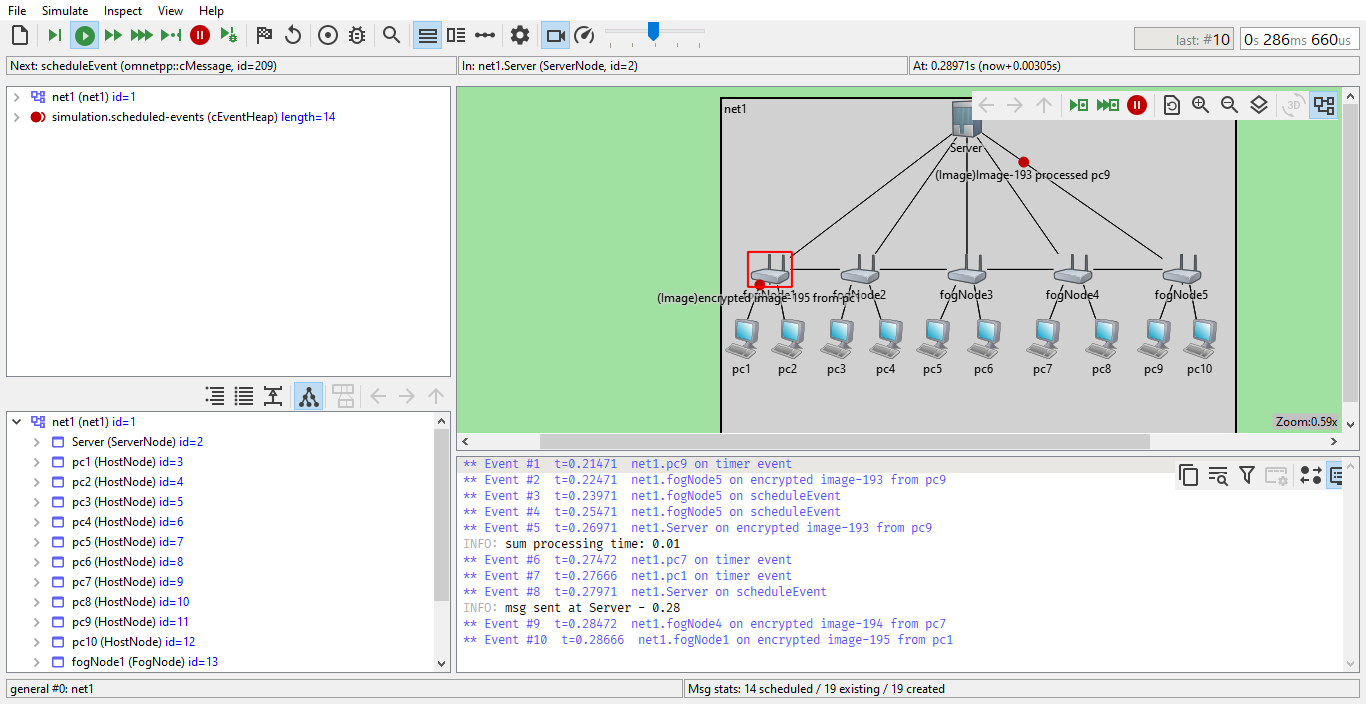 File Simulate Inspect View Help
last: #10 0s 286ms 660us
Next: scheduleEvent (omnetpp::cMessage, id=209) In: net1.Server (ServerNode, id=2) At: 0.28971s (now+0.00305s)
net1 (net1) id=1
simulation.scheduled-events (cEventHeap) length=14
net1
3D
Server
(Image)Image-193 processed pc9
(Image)encrypted image-195 from pc1
fogNode1 fogNode2 fogNode3 fogNode4 fogNode5
pc1 pc2 pc3 pc4 pc5 pc6 pc7 pc8 pc9 pc10
Zoom:0.59x
net1 (net1) id=1
Server (ServerNode) id=2
pc1 (HostNode) id=3
pc2 (HostNode) id=4
pc3 (HostNode) id=5
pc4 (HostNode) id=6
pc5 (HostNode) id=7
pc6 (HostNode) id=8
pc7 (HostNode) id=9
pc8 (HostNode) id=10
pc9 (HostNode) id=11
pc10 (HostNode) id=12
fogNode1 (FogNode) id=13
** Event #1 t=0.21471 net1.pc9 on timer event
** Event #2 t=0.22471 net1.fogNode5 on encrypted image-193 from pc9
** Event #3 t=0.23971 net1.fogNode5 on scheduleEvent
** Event #4 t=0.25471 net1.fogNode5 on scheduleEvent
** Event #5 t=0.26971 net1.Server on encrypted image-193 from pc9
INFO: sum processing time: 0.01
** Event #6 t=0.27472 net1.pc7 on timer event
** Event #7 t=0.27666 net1.pc1 on timer event
** Event #8 t=0.27971 net1.Server on scheduleEvent
INFO: msg sent at Server - 0.28
** Event #9 t=0.28472 net1.fogNode4 on encrypted image-194 from pc7
** Event #10 t=0.28666 net1.fogNode1 on encrypted image-195 from pc1
general #0: net1 Msg stats: 14 scheduled / 19 existing / 19 created